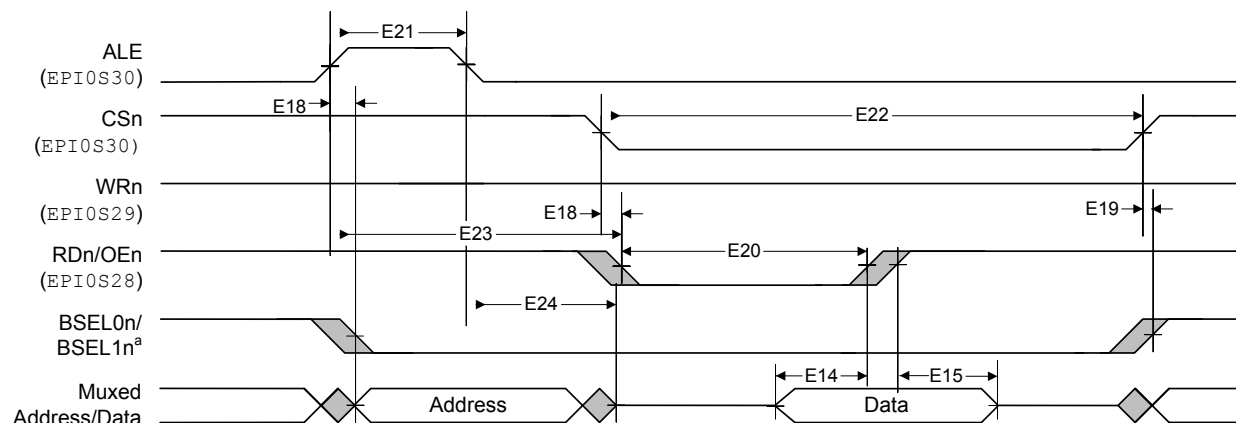 E21
ALE
(EPI0S30)
E18
CSn
E22
(EPI0S30)
WRn
(EPI0S29)
E18
E19
E23
RDn/OEn
E20
(EPI0S28)
E24
BSEL0n/
BSEL1nª
Muxed
Address/Data
Address
E14
E15
Data